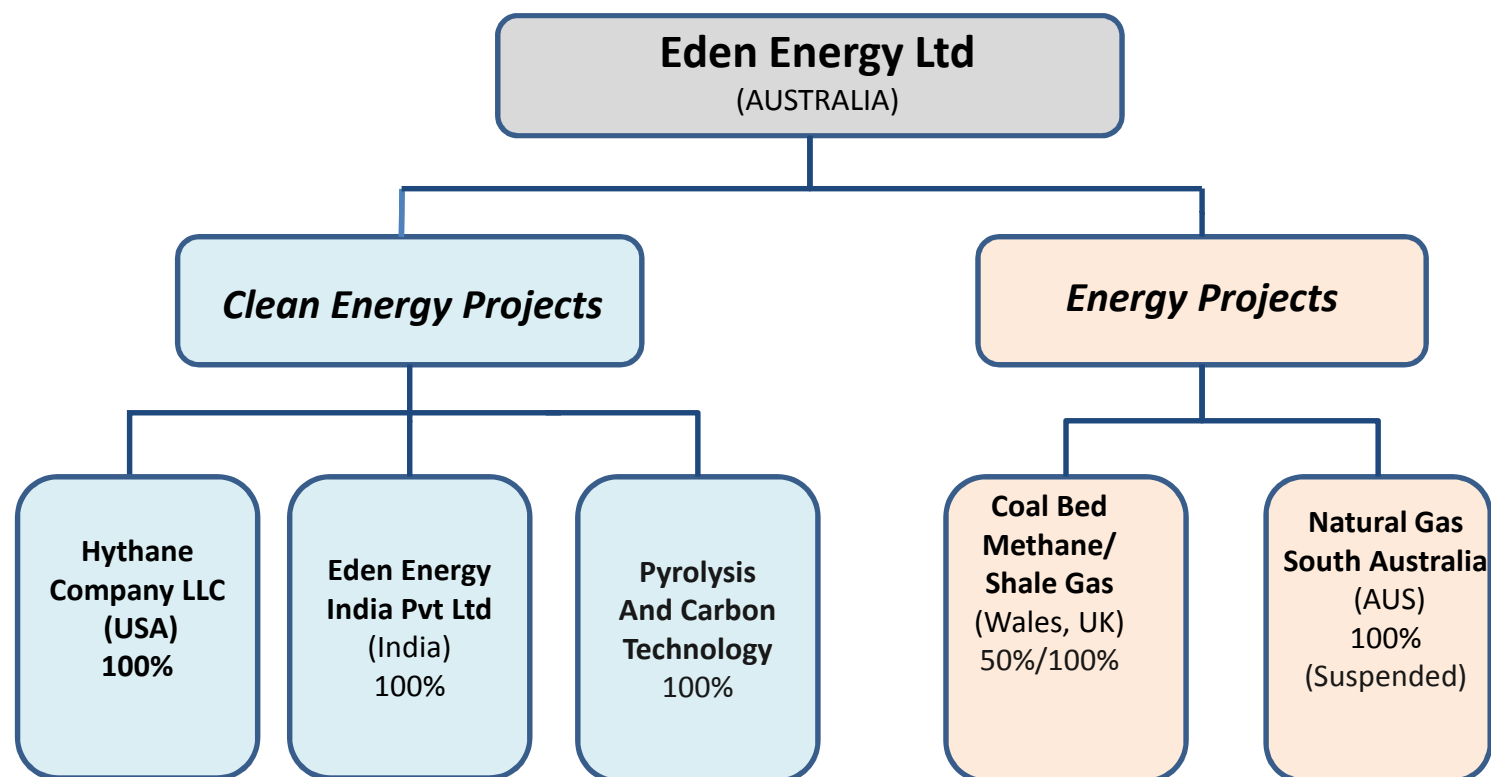 Eden Energy Ltd
(AUSTRALIA)
Clean Energy Projects
Energy Projects
Hythane
Company LLC
(USA)
100%
Eden Energy
India Pvt Ltd
(India)
100%
Pyrolysis
And Carbon
Technology
100%
Coal Bed
Methane/
Shale Gas
(Wales, UK)
50%/100%
Natural Gas
South Australia
(AUS)
100%
(Suspended)